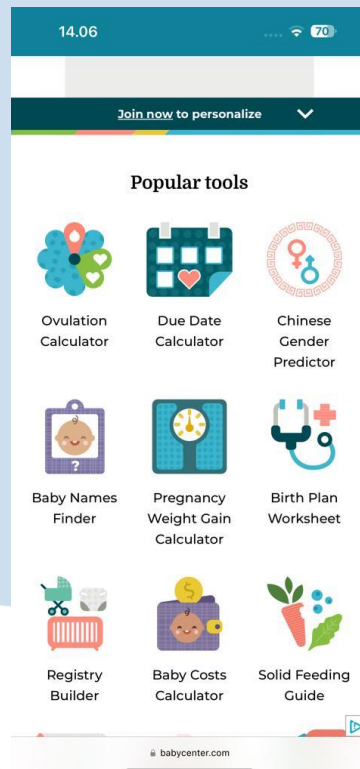 14.06
70
Join now to personalize
Popular tools
Ovulation
Calculator
Due Date
Calculator
Chinese
Gender
Predictor
?
Baby Names
Finder
Pregnancy
Weight Gain
Calculator
Birth Plan
Worksheet
$
Registry
Builder
Baby Costs
Calculator
Solid Feeding
Guide
babycenter.com